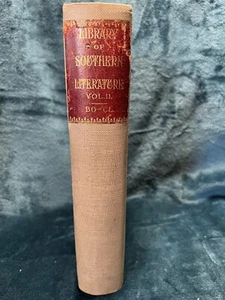 LIBRARY
OF
SOUTHERN
LITERATURE
VOL. II.
BO-CL